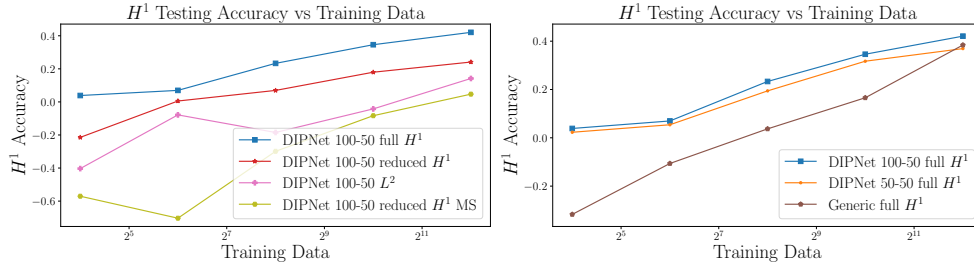 $H^1$ Testing Accuracy vs Training Data
$H^1$ Accuracy
0.4
0.2
0.0
−0.2
−0.4
−0.6
DIPNet 100-50 full $H^1$
DIPNet 100-50 reduced $H^1$
DIPNet 100-50 $L^2$
DIPNet 100-50 reduced $H^1$ MS
$2^5$ $2^7$ $2^9$ $2^{11}$
Training Data
$H^1$ Testing Accuracy vs Training Data
$H^1$ Accuracy
0.4
0.2
0.0
−0.2
DIPNet 100-50 full $H^1$
DIPNet 50-50 full $H^1$
Generic full $H^1$
$2^5$ $2^7$ $2^9$ $2^{11}$
Training Data